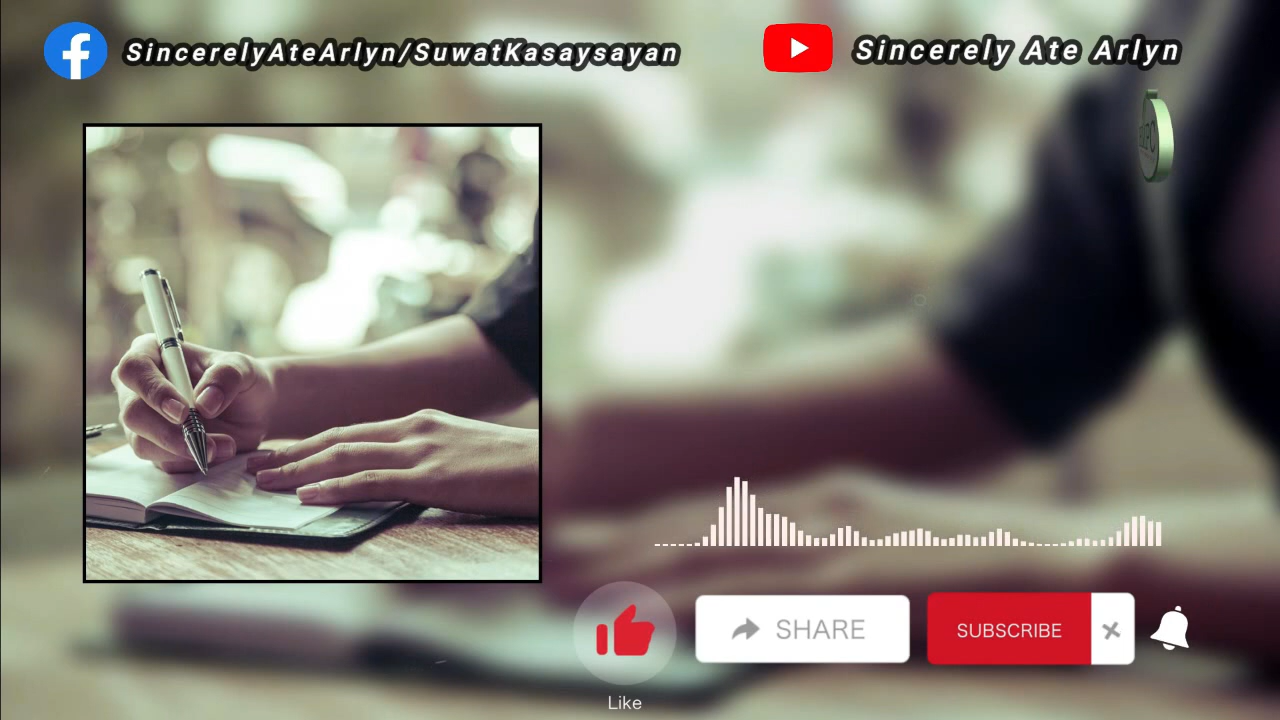 SincerelyAteArlyn/SuwatKasaysayan
Sincerely Ate Arlyn
SHARE
SUBSCRIBE
Like